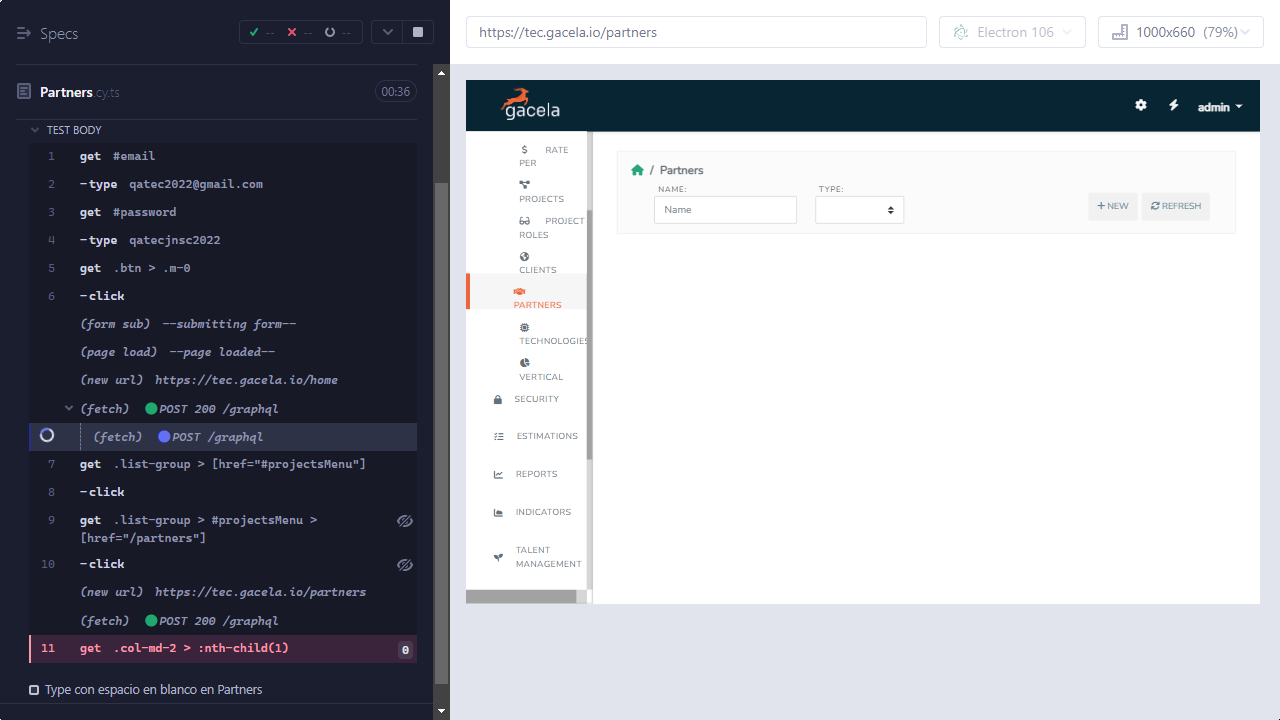 Specs
-- -- --
Partners.cy.ts
00:36
TEST BODY
1 get #email
2 -type qatec2022@gmail.com
3 get #password
4 -type qatecjnsc2022
5 get .btn > .m-0
6 -click
(form sub) --submitting form--
(page load) --page loaded--
(new url) https://tec.gacela.io/home
(fetch) POST 200 /graphql
(fetch) POST /graphql
7 get .list-group > [href="#projectsMenu"]
8 -click
9 get .list-group > #projectsMenu >
[href="/partners"]
10 -click
(new url) https://tec.gacela.io/partners
(fetch) POST 200 /graphql
11 get .col-md-2 > :nth-child(1) 0
Type con espacio en blanco en Partners
https://tec.gacela.io/partners
Electron 106
1000x660 (79%)
gacela
admin
RATE
PER
PROJECTS
PROJECT
ROLES
CLIENTS
PARTNERS
TECHNOLOGIES
VERTICAL
SECURITY
ESTIMATIONS
REPORTS
INDICATORS
TALENT
MANAGEMENT
/ Partners
NAME: TYPE:
Name
+ NEW
REFRESH